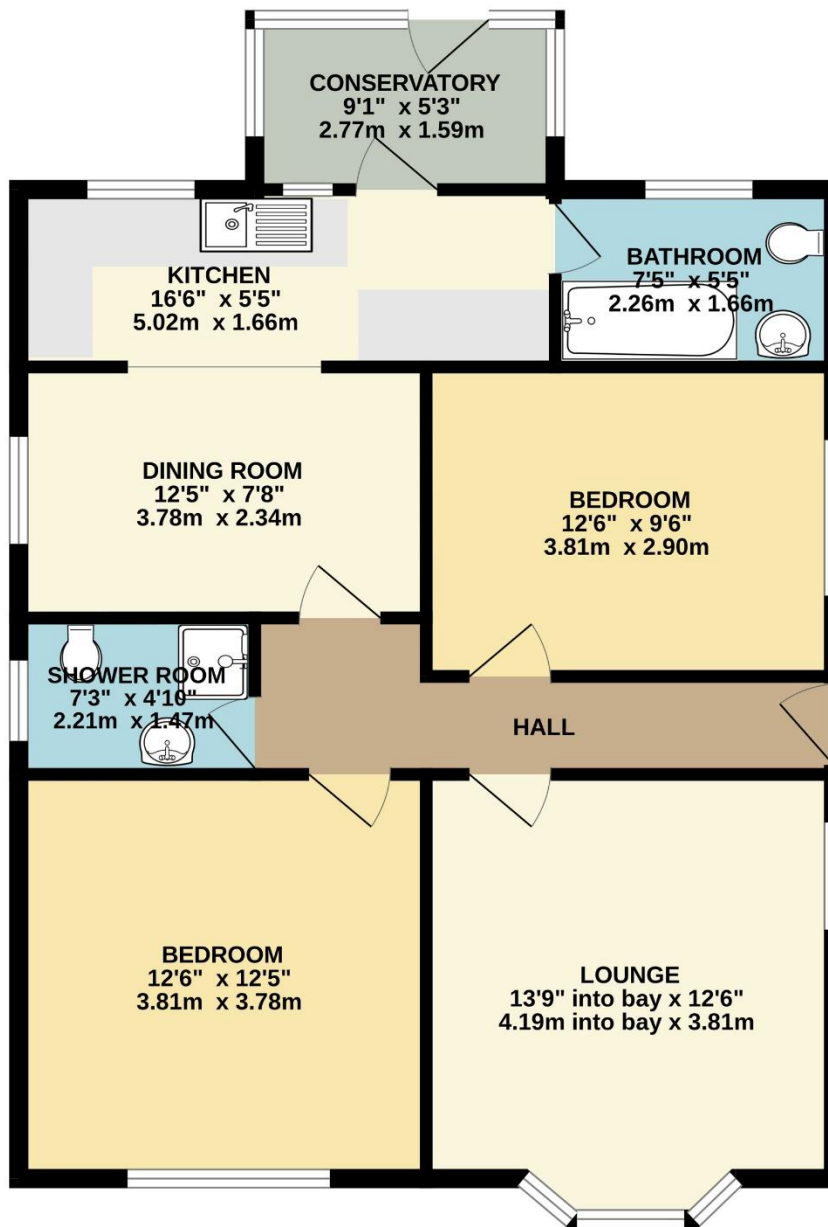 CONSERVATORY
9'1" x 5'3"
2.77m x 1.59m
KITCHEN
16'6" x 5'5"
5.02m x 1.66m
BATHROOM
7'5" x 5'5"
2.26m x 1.66m
DINING ROOM
12'5" x 7'8"
3.78m x 2.34m
BEDROOM
12'6" x 9'6"
3.81m x 2.90m
SHOWER ROOM
7'3" x 4'10"
2.21m x 1.47m
HALL
BEDROOM
12'6" x 12'5"
3.81m x 3.78m
LOUNGE
13'9" into bay x 12'6"
4.19m into bay x 3.81m